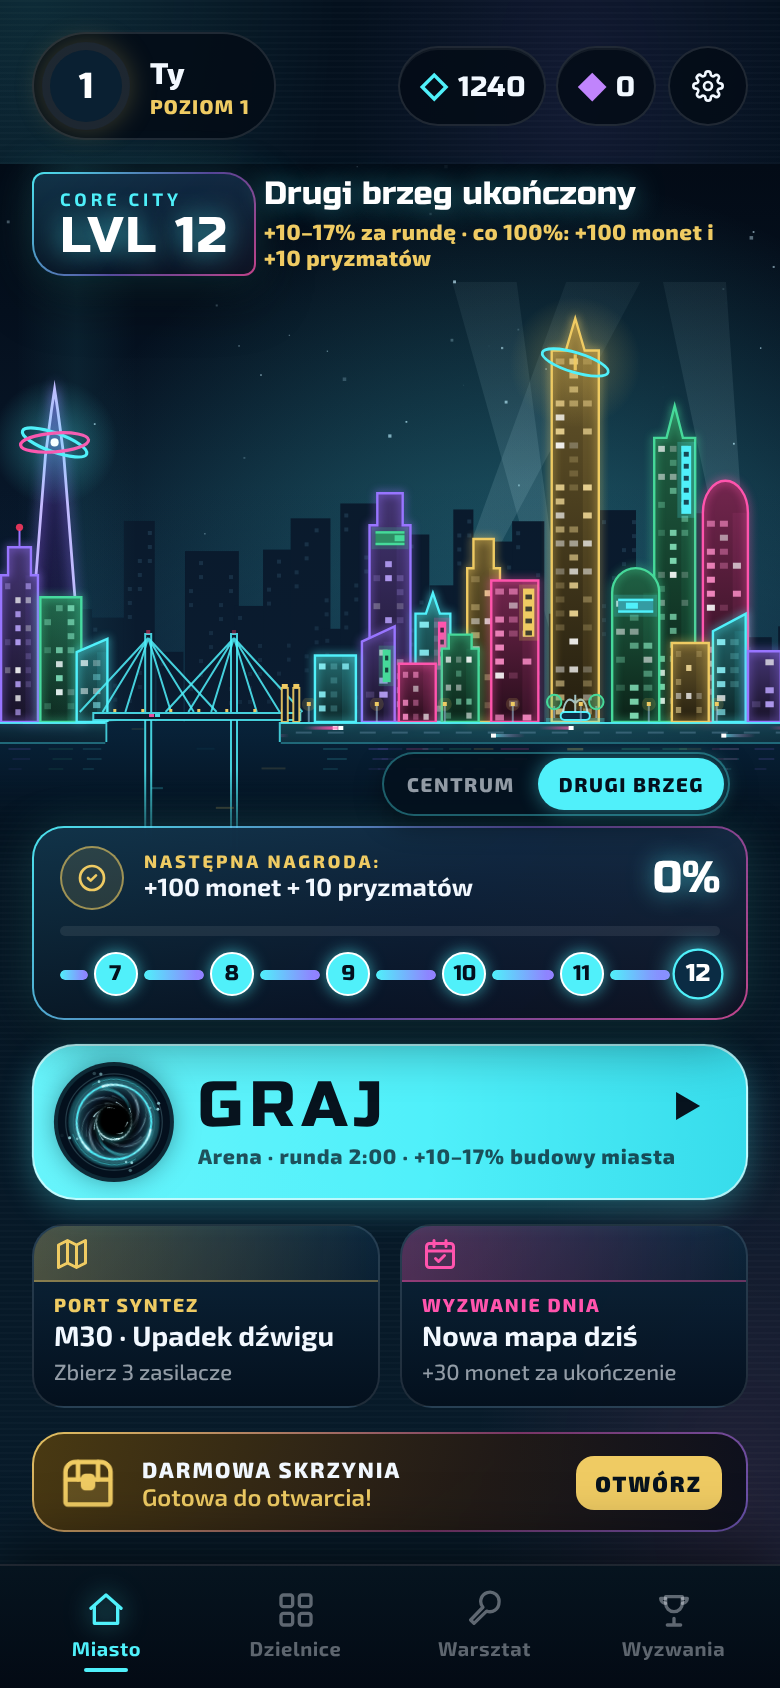 1
Ty
POZIOM 1
1240
0
CORE CITY
LVL 12
Drugi brzeg ukończony
+10–17% za rundę · co 100%: +100 monet i
+10 pryzmatów
CENTRUM
DRUGI BRZEG
NASTĘPNA NAGRODA:
+100 monet + 10 pryzmatów
0%
7
8
9
10
11
12
GRAJ
Arena · runda 2:00 · +10–17% budowy miasta
PORT SYNTEZ
M30 · Upadek dźwigu
Zbierz 3 zasilacze
WYZWANIE DNIA
Nowa mapa dziś
+30 monet za ukończenie
DARMOWA SKRZYNIA
Gotowa do otwarcia!
OTWÓRZ
Miasto
Dzielnice
Warsztat
Wyzwania